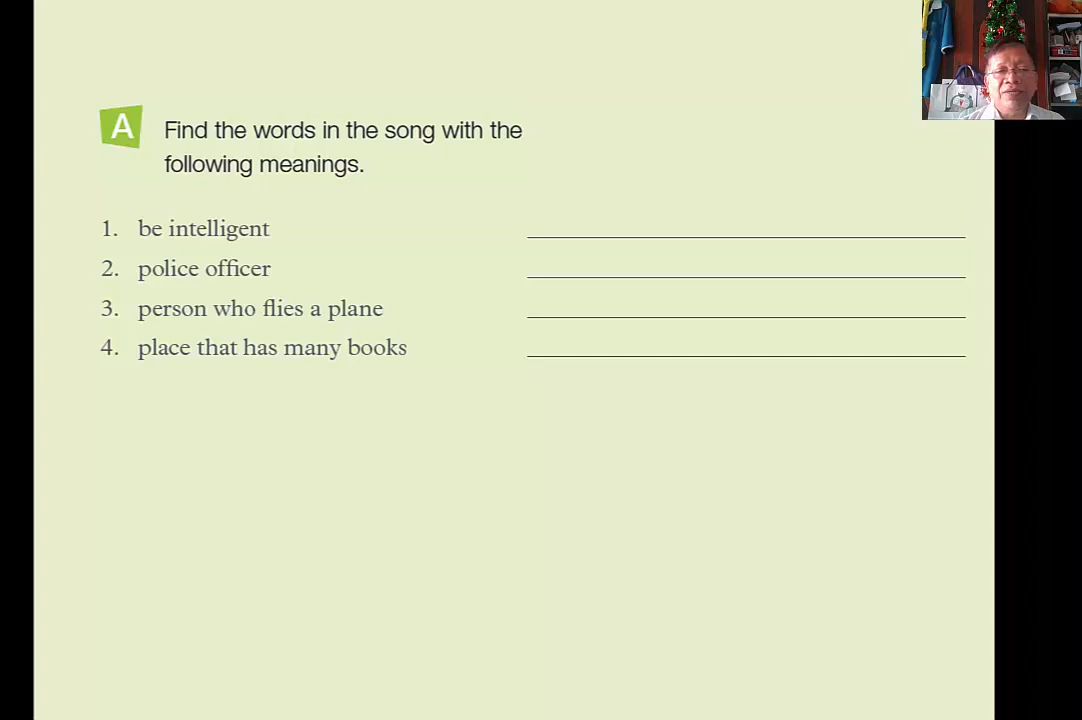 A
Find the words in the song with the
following meanings.
1. be intelligent
2. police officer
3. person who flies a plane
4. place that has many books